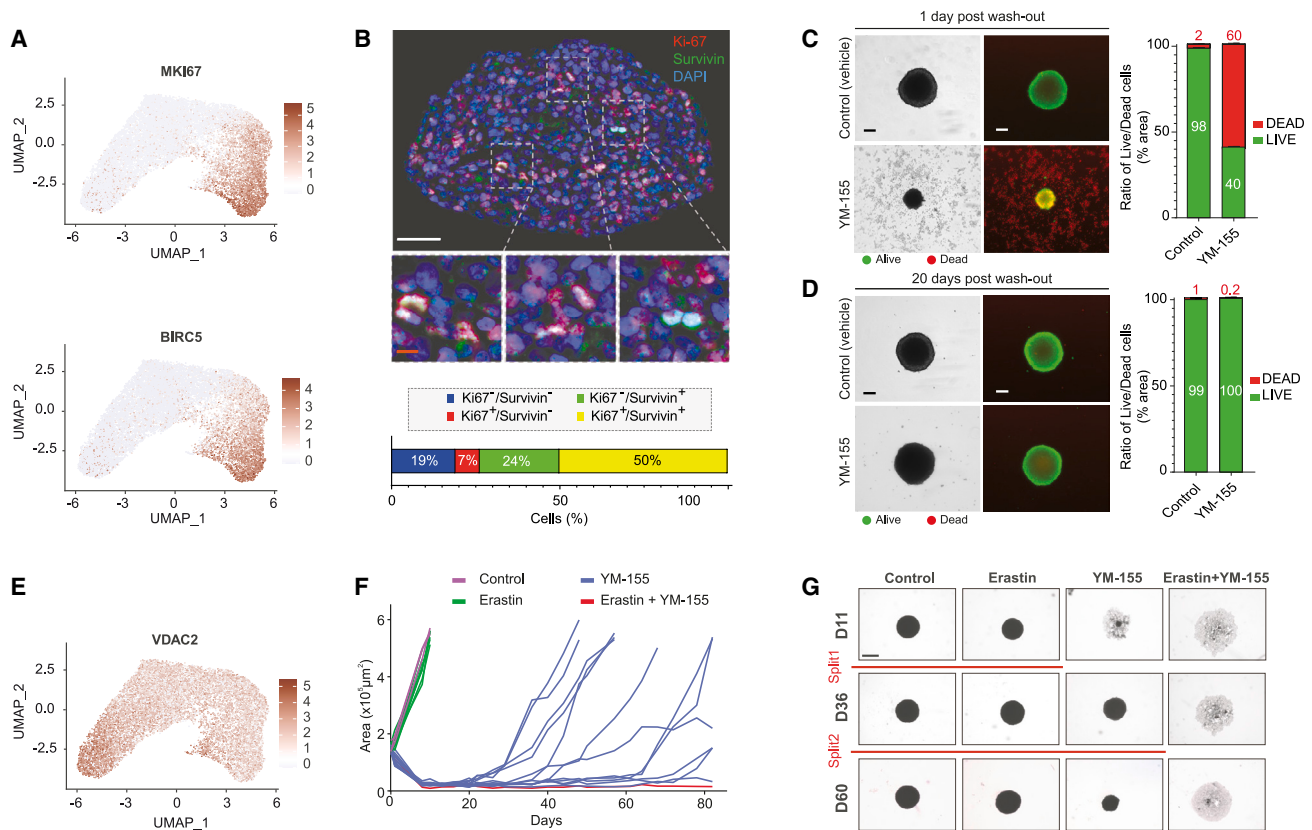 A
MKI67
UMAP_2
2.5
0.0
-2.5
-6
-3
0
3
6
UMAP_1
5
4
3
2
1
0
BIRC5
UMAP_2
2.5
0.0
-2.5
-6
-3
0
3
6
UMAP_1
4
3
2
1
0
B
Ki-67
Survivin
DAPI
Ki67-/Survivin-
Ki67-/Survivin+
Ki67+/Survivin-
Ki67+/Survivin+
19%
7%
24%
50%
0
50
100
Cells (%)
C
1 day post wash-out
Control (vehicle)
YM-155
Alive
Dead
Ratio of Live/Dead cells
(% area)
100
50
0
2
60
98
40
Control
YM-155
DEAD
LIVE
D
20 days post wash-out
Control (vehicle)
YM-155
Alive
Dead
Ratio of Live/Dead cells
(% area)
100
50
0
1
0.2
99
100
Control
YM-155
DEAD
LIVE
E
VDAC2
UMAP_2
2.5
0.0
-2.5
-6
-3
0
3
6
UMAP_1
5
4
3
2
1
0
F
Control
YM-155
Erastin
Erastin + YM-155
Area (x10⁵µm²)
6
4
2
0
0
20
40
60
80
Days
G
Control
Erastin
YM-155
Erastin+YM-155
D11
Split1
D36
Split2
D60